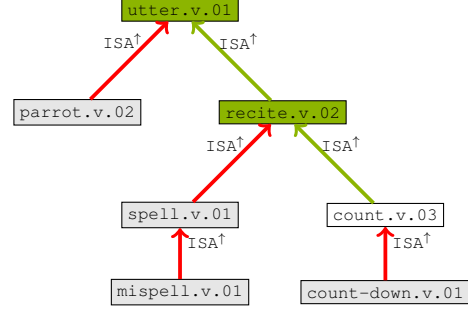 utter.v.01
ISA↑
ISA↑
parrot.v.02
recite.v.02
ISA↑
ISA↑
spell.v.01
count.v.03
ISA↑
ISA↑
mispell.v.01
count-down.v.01